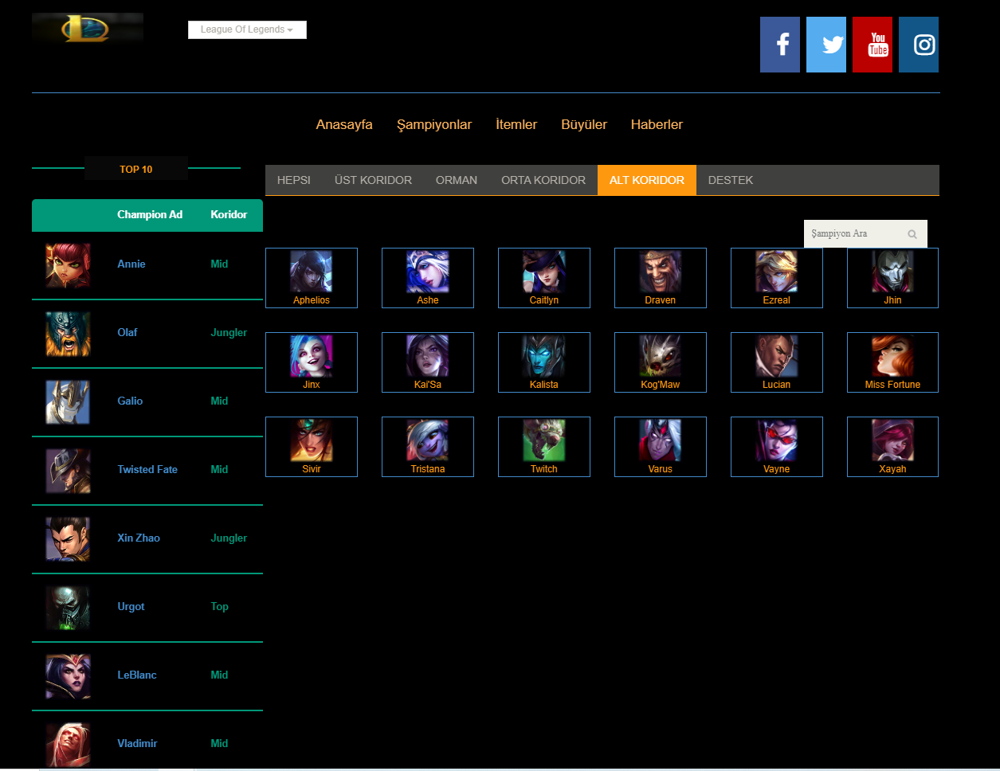 League Of Legends
You
Tube
Anasayfa Şampiyonlar İtemler Büyüler Haberler
TOP 10
HEPSI ÜST KORIDOR ORMAN ORTA KORIDOR ALT KORIDOR DESTEK
Champion Ad Koridor
Annie Mid
Olaf Jungler
Galio Mid
Twisted Fate Mid
Xin Zhao Jungler
Urgot Top
LeBlanc Mid
Vladimir Mid
Şampiyon Ara
Aphelios Ashe Caitlyn Draven Ezreal Jhin
Jinx Kai'Sa Kalista Kog'Maw Lucian Miss Fortune
Sivir Tristana Twitch Varus Vayne Xayah